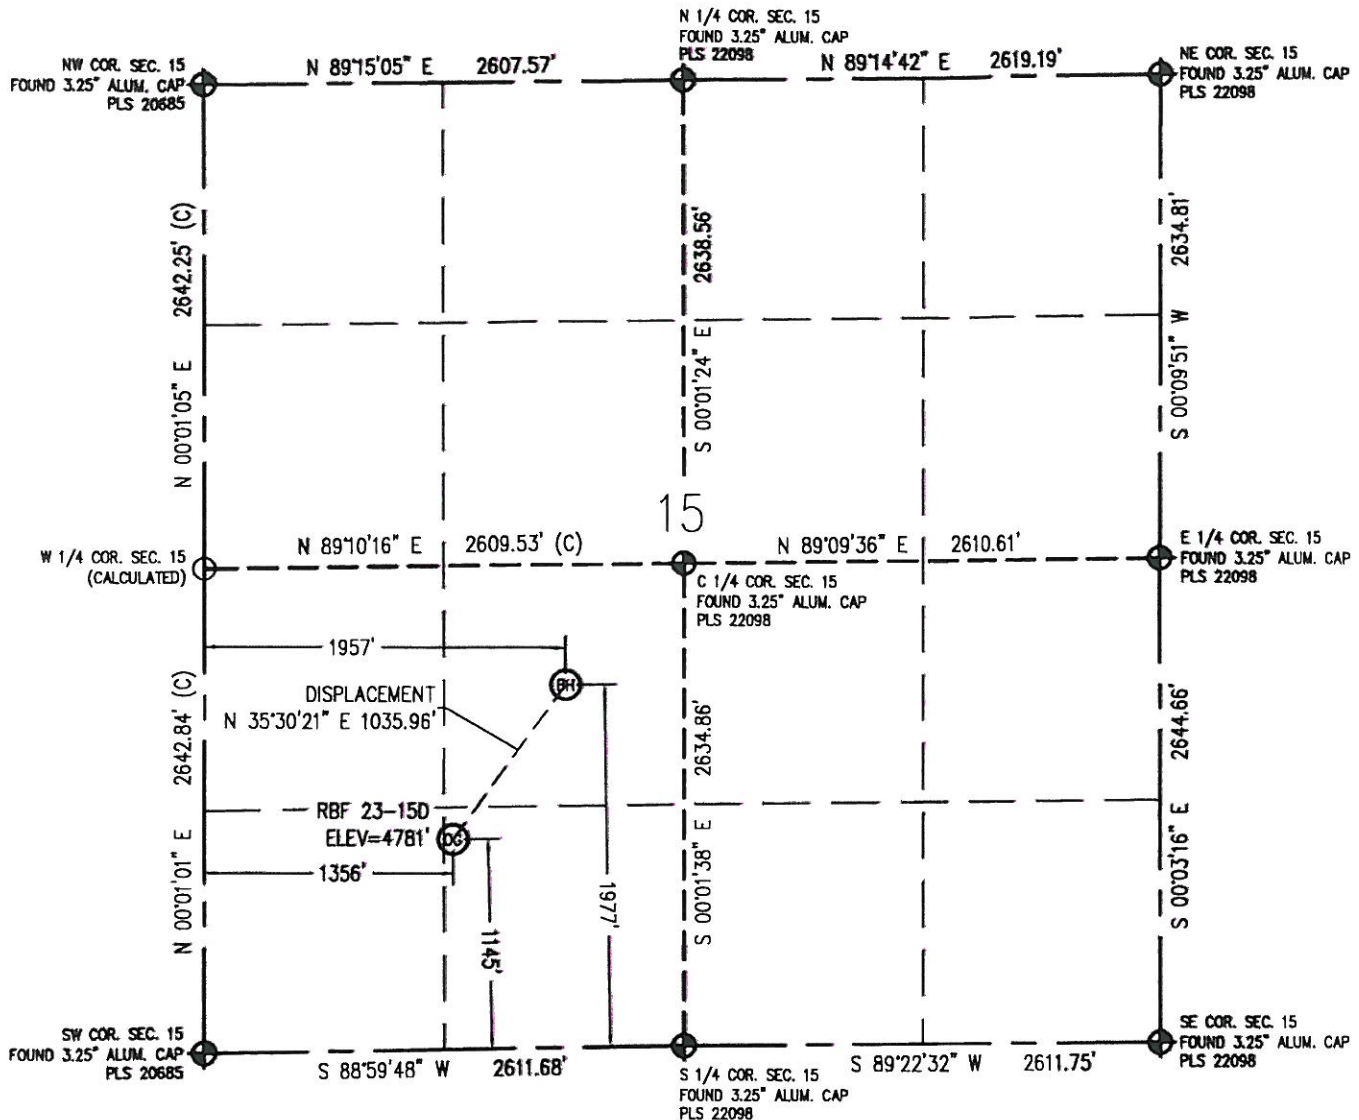 N 1/4 COR. SEC. 15
FOUND 3.25" ALUM. CAP
PLS 22098
NW COR. SEC. 15
FOUND 3.25" ALUM. CAP
PLS 20685
N 89°15'05" E 2607.57'
N 89°14'42" E 2619.19'
NE COR. SEC. 15
FOUND 3.25" ALUM. CAP
PLS 22098
N 00°01'05" E 2642.25' (C)
S 00°01'24" E 2638.56'
S 00°09'51" W 2634.81'
15
W 1/4 COR. SEC. 15
(CALCULATED)
N 89°10'16" E 2609.53' (C)
N 89°09'36" E 2610.61'
E 1/4 COR. SEC. 15
FOUND 3.25" ALUM. CAP
PLS 22098
C 1/4 COR. SEC. 15
FOUND 3.25" ALUM. CAP
PLS 22098
1957'
BH
DISPLACEMENT
N 35°30'21" E 1035.96'
N 00°01'01" E 2642.84' (C)
S 00°01'38" E 2634.86'
S 00°03'16" E 2644.66'
RBF 23-15D
ELEV=4781'
OG
1356'
1145'
1977'
SW COR. SEC. 15
FOUND 3.25" ALUM. CAP
PLS 20685
S 88°59'48" W 2611.68'
S 1/4 COR. SEC. 15
FOUND 3.25" ALUM. CAP
PLS 22098
S 89°22'32" W 2611.75'
SE COR. SEC. 15
FOUND 3.25" ALUM. CAP
PLS 22098